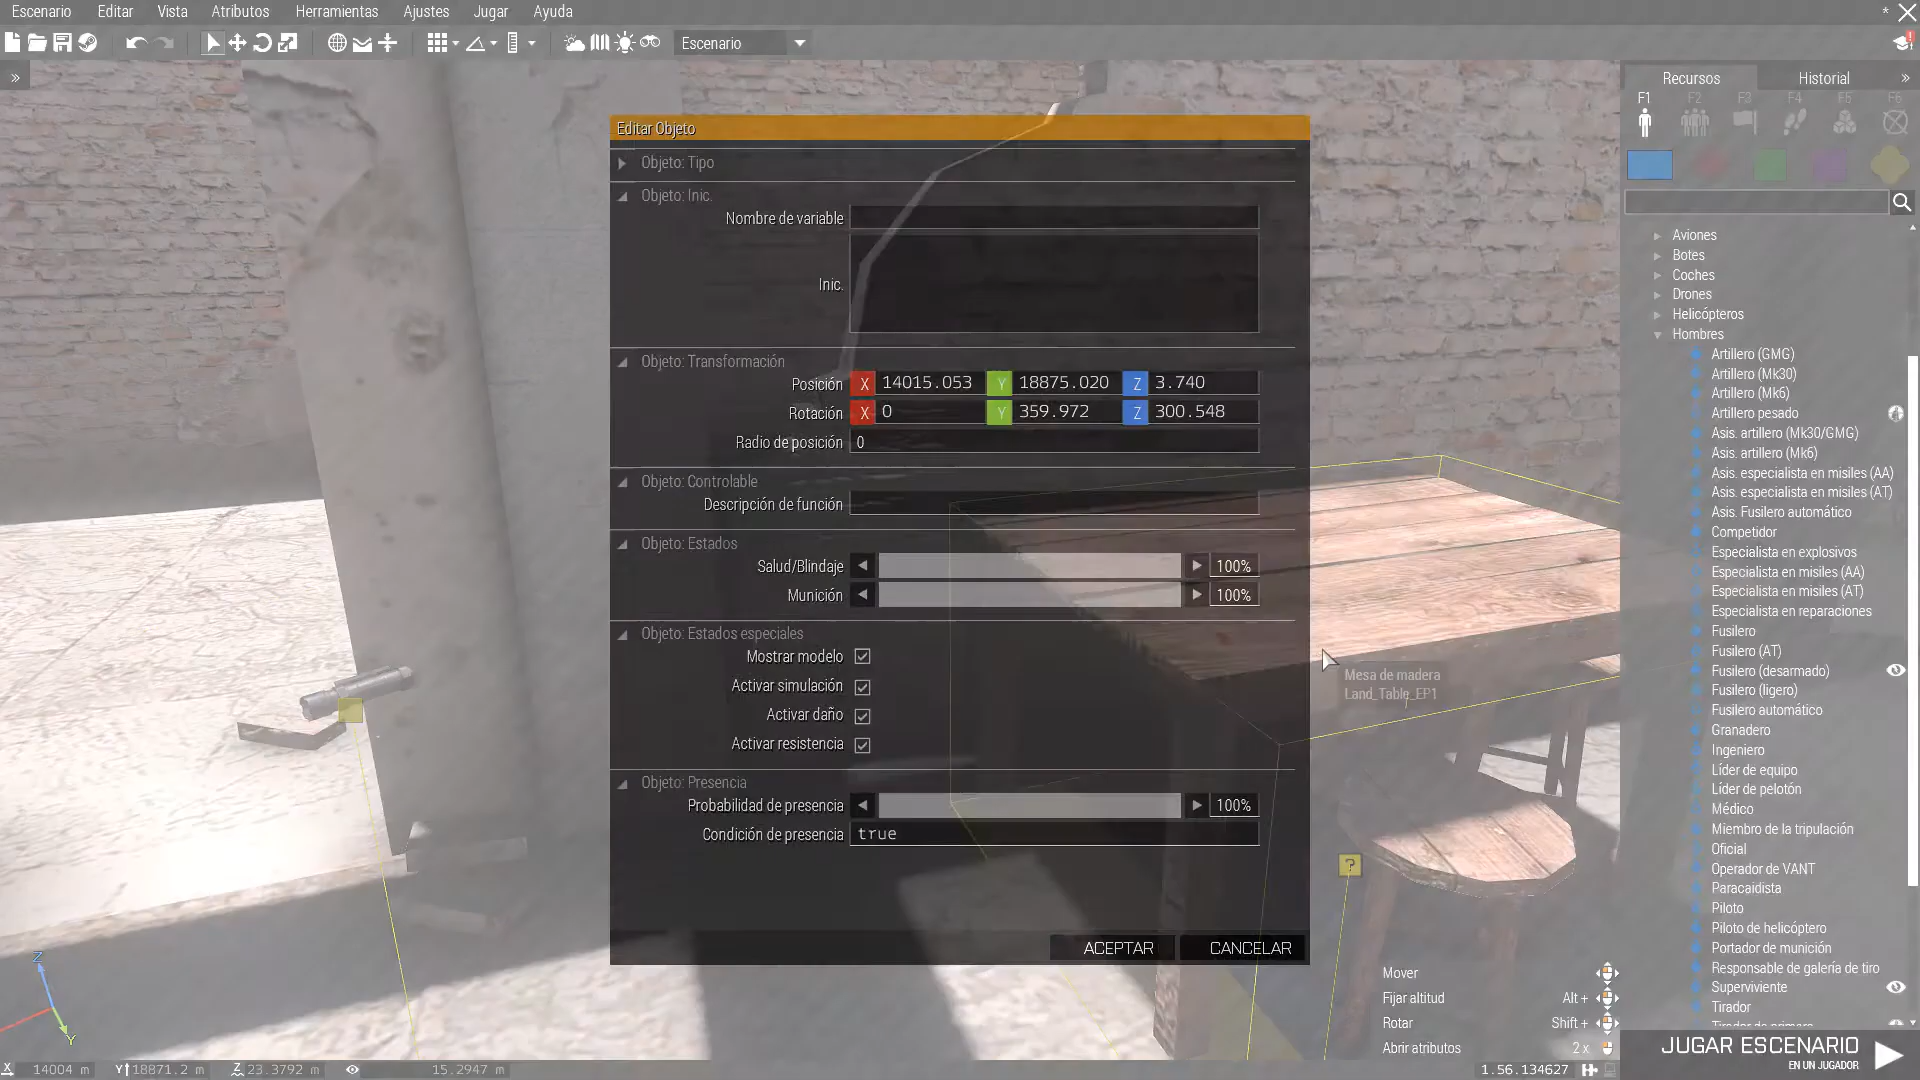 Escenario Editar Vista Atributos Herramientas Ajustes Jugar Ayuda
*
Escenario
»
Recursos Historial »
F1 F2 F3 F4 F5 F6
Editar Objeto
Objeto: Tipo
Objeto: Inic.
Nombre de variable
Inic.
Objeto: Transformación
Posición X 14015.053 Y 18875.020 Z 3.740
Rotación X 0 Y 359.972 Z 300.548
Radio de posición 0
Objeto: Controlable
Descripción de función
Objeto: Estados
Salud/Blindaje 100%
Munición 100%
Objeto: Estados especiales
Mostrar modelo
Activar simulación
Activar daño
Activar resistencia
Objeto: Presencia
Probabilidad de presencia 100%
Condición de presencia true
ACEPTAR CANCELAR
Mesa de madera
Land_Table_EP1
?
Aviones
Botes
Coches
Drones
Helicópteros
Hombres
Artillero (GMG)
Artillero (Mk30)
Artillero (Mk6)
Artillero pesado
Asis. artillero (Mk30/GMG)
Asis. artillero (Mk6)
Asis. especialista en misiles (AA)
Asis. especialista en misiles (AT)
Asis. Fusilero automático
Competidor
Especialista en explosivos
Especialista en misiles (AA)
Especialista en misiles (AT)
Especialista en reparaciones
Fusilero
Fusilero (AT)
Fusilero (desarmado)
Fusilero (ligero)
Fusilero automático
Granadero
Ingeniero
Líder de equipo
Líder de pelotón
Médico
Miembro de la tripulación
Oficial
Operador de VANT
Paracaidista
Piloto
Piloto de helicóptero
Portador de munición
Responsable de galería de tiro
Superviviente
Tirador
Tirador de primera
Mover
Fijar altitud Alt +
Rotar Shift +
Abrir atributos 2 x
JUGAR ESCENARIO
EN UN JUGADOR
Z
Y
X 14004 m Y 18871.2 m Z 23.3792 m 15.2947 m
1.56.134627